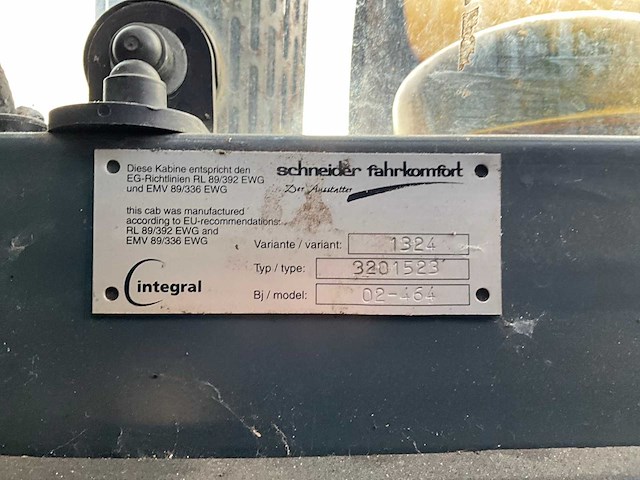 Diese Kabine entspricht den
EG-Richtlinien RL 89/392 EWG
und EMV 89/336 EWG
schneider fahrkomfort
Der Ausstatter
this cab was manufactured
according to EU-recommendations:
RL 89/392 EWG and
EMV 89/336 EWG
integral
Variante / variant: 1324
Typ / type: 3201523
Bj / model: 02-464